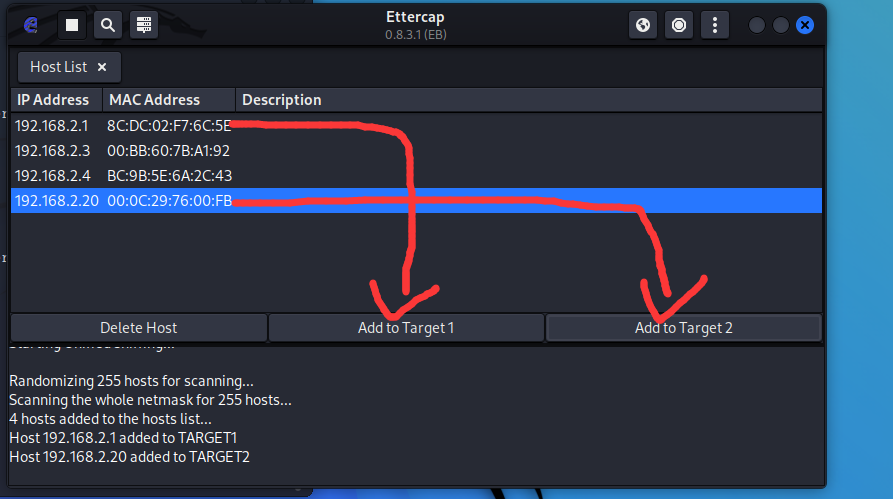 Ettercap
0.8.3.1 (EB)
Host List ×
IP Address MAC Address Description
192.168.2.1 8C:DC:02:F7:6C:5E
192.168.2.3 00:BB:60:7B:A1:92
192.168.2.4 BC:9B:5E:6A:2C:43
192.168.2.20 00:0C:29:76:00:FB
Delete Host Add to Target 1 Add to Target 2
Randomizing 255 hosts for scanning...
Scanning the whole netmask for 255 hosts...
4 hosts added to the hosts list...
Host 192.168.2.1 added to TARGET1
Host 192.168.2.20 added to TARGET2